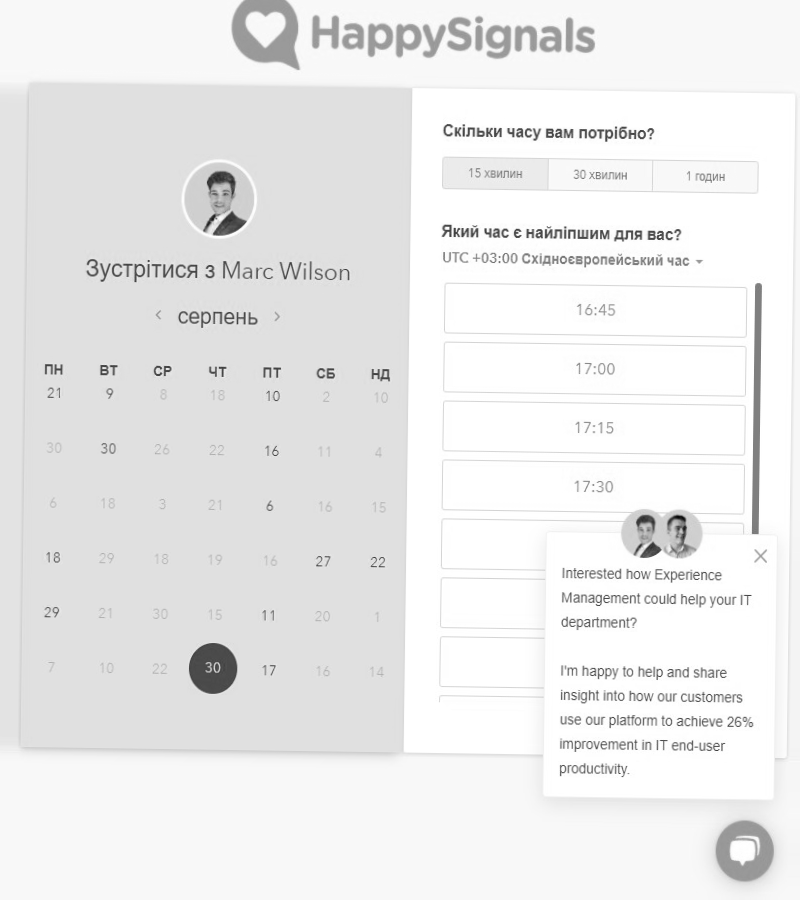 HappySignals
Зустрітися з Marc Wilson
серпень
ПН ВТ СР ЧТ ПТ СБ НД
21 9 8 18 10 2 10
30 30 26 22 16 11 4
6 18 3 21 6 16 15
18 29 18 19 16 27 22
29 21 30 15 11 20 1
7 10 22 30 17 16 14
Скільки часу вам потрібно?
15 хвилин 30 хвилин 1 годин
Який час є найліпшим для вас?
UTC +03:00 Східноєвропейський час
16:45
17:00
17:15
17:30
Interested how Experience
Management could help your IT
department?
I'm happy to help and share
insight into how our customers
use our platform to achieve 26%
improvement in IT end-user
productivity.